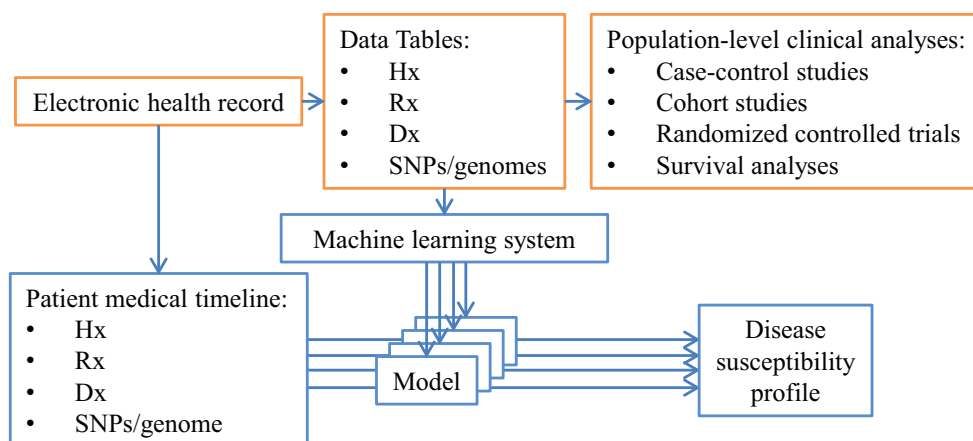 Electronic health record
Data Tables:
• Hx
• Rx
• Dx
• SNPs/genomes
Population-level clinical analyses:
• Case-control studies
• Cohort studies
• Randomized controlled trials
• Survival analyses
Machine learning system
Patient medical timeline:
• Hx
• Rx
• Dx
• SNPs/genome
Model
Disease
susceptibility
profile